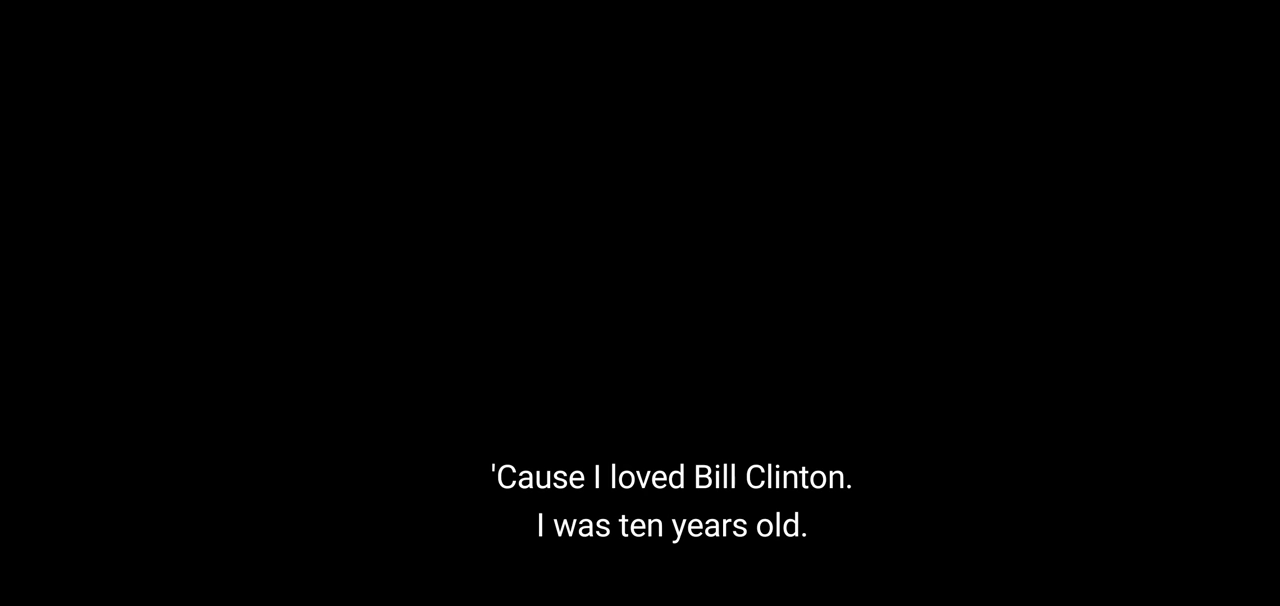 'Cause I loved Bill Clinton.
I was ten years old.